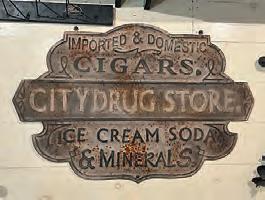 IMPORTED & DOMESTIC
CIGARS.
CITY DRUG STORE.
ICE CREAM SODA
& MINERALS.